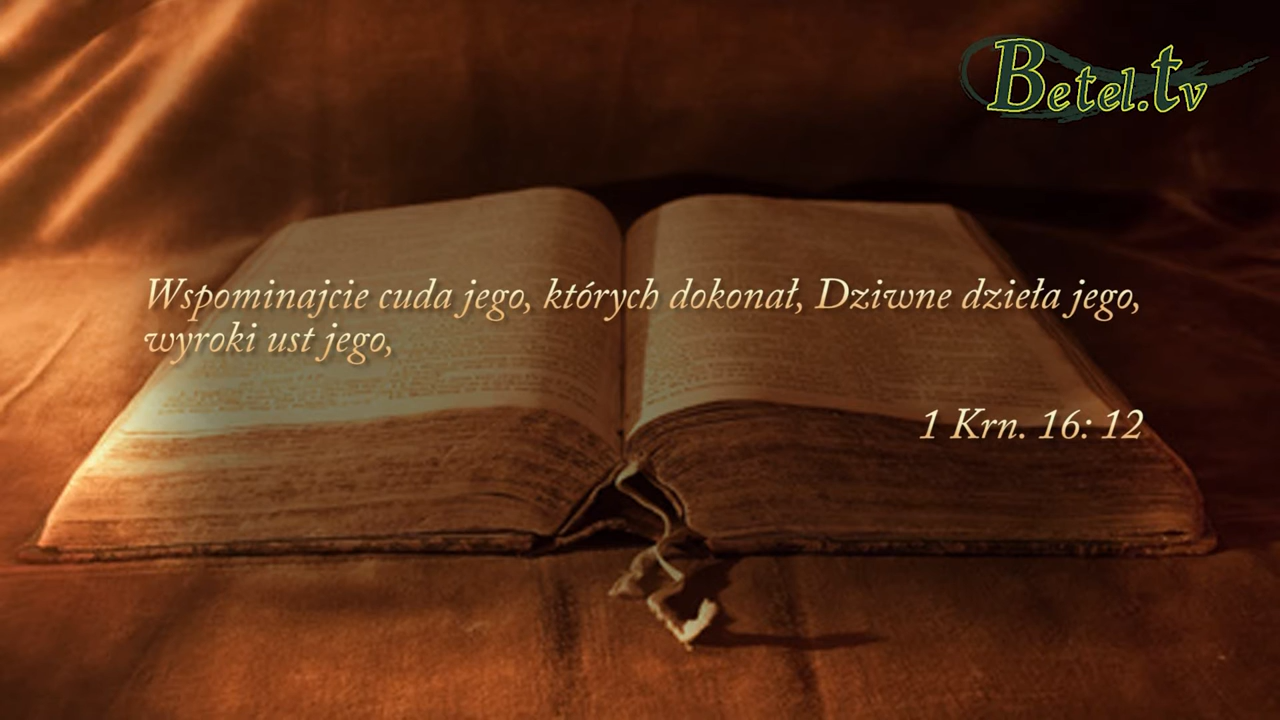 Betel.tv
Wspominajcie cuda jego, których dokonał, Dziwne dzieła jego,
wyroki ust jego,
1 Krn. 16: 12